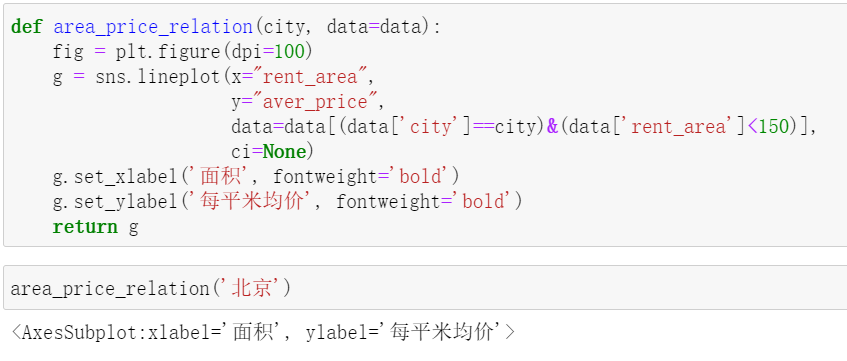 def area_price_relation(city, data=data):
    fig = plt.figure(dpi=100)
    g = sns.lineplot(x="rent_area",
                     y="aver_price",
                     data=data[(data['city']==city)&(data['rent_area']<150)],
                     ci=None)
    g.set_xlabel('面积', fontweight='bold')
    g.set_ylabel('每平米均价', fontweight='bold')
    return g
area_price_relation('北京')
<AxesSubplot:xlabel='面积', ylabel='每平米均价'>